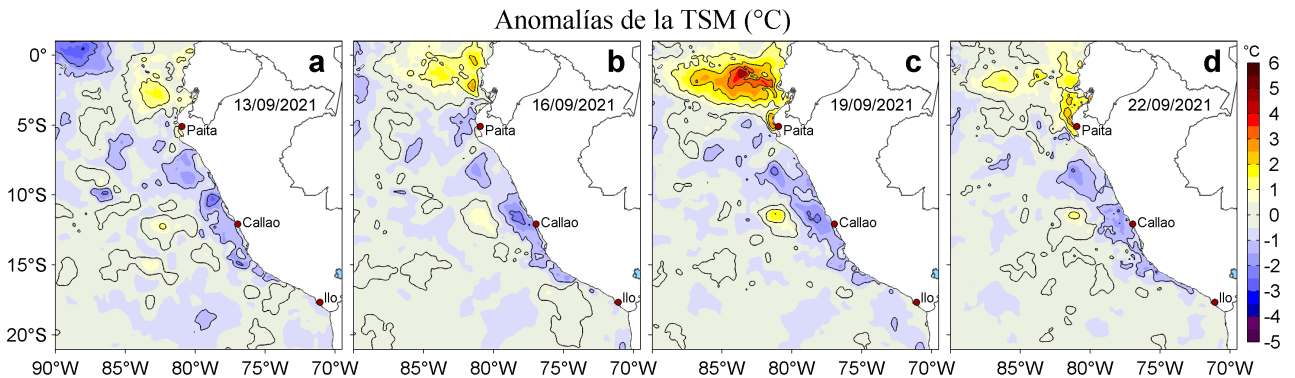 Anomalías de la TSM (°C)
a b c d
13/09/2021 16/09/2021 19/09/2021 22/09/2021
Paita Paita Paita Paita
Callao Callao Callao Callao
Ilo Ilo Ilo Ilo
0°
5°S
10°S
15°S
20°S
90°W 85°W 80°W 75°W 70°W 85°W 80°W 75°W 70°W 85°W 80°W 75°W 70°W 85°W 80°W 75°W 70°W
°C
6
5
4
3
2
1
0
-1
-2
-3
-4
-5